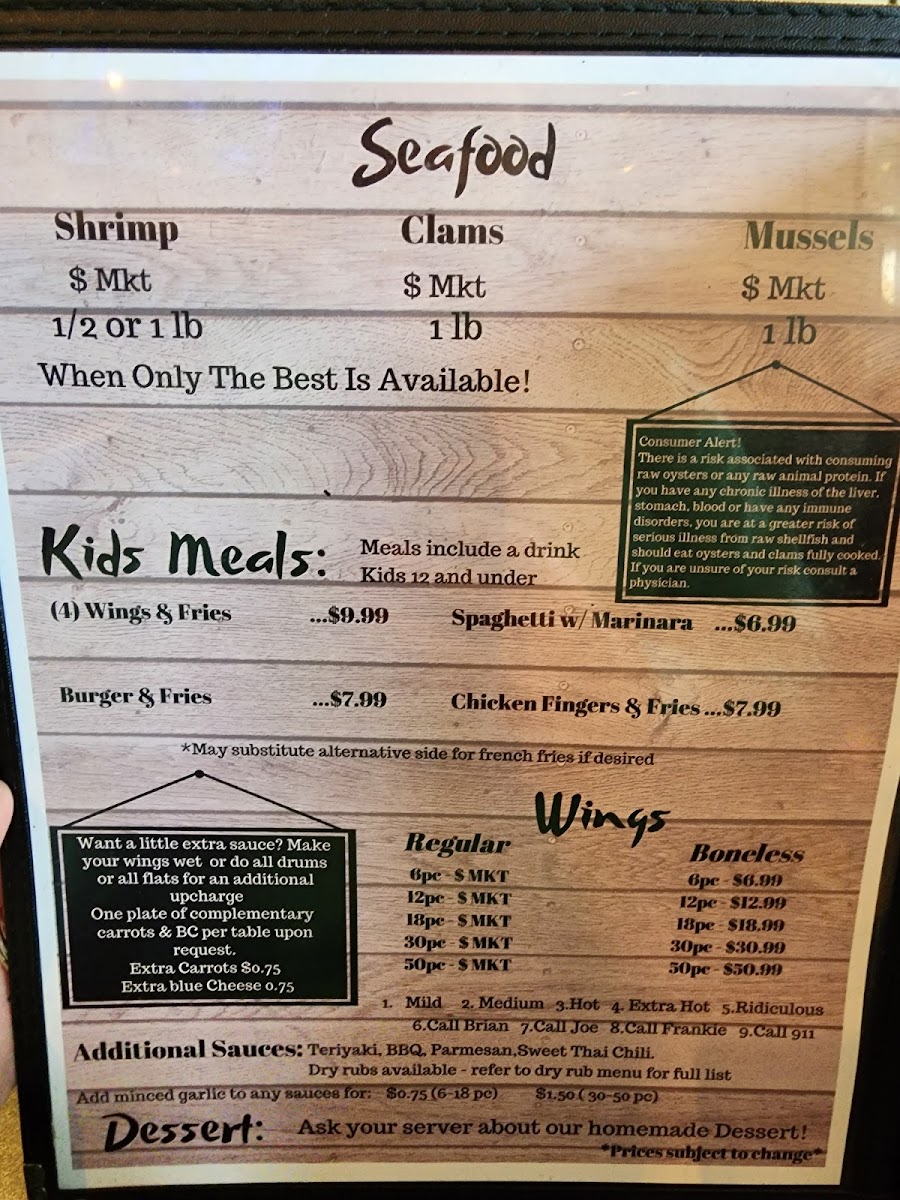 Seafood
Shrimp Clams Mussels
$ Mkt $ Mkt $ Mkt
1/2 or 1 lb 1 lb 1 lb
When Only The Best Is Available!
Consumer Alert!
There is a risk associated with consuming
raw oysters or any raw animal protein. If
you have any chronic illness of the liver,
stomach, blood or have any immune
disorders, you are at a greater risk of
serious illness from raw shellfish and
should eat oysters and clams fully cooked.
If you are unsure of your risk consult a
physician.
Kids Meals:
Meals include a drink
Kids 12 and under
(4) Wings & Fries ...$9.99 Spaghetti w/ Marinara ...$6.99
Burger & Fries ...$7.99 Chicken Fingers & Fries ...$7.99
*May substitute alternative side for french fries if desired
Want a little extra sauce? Make
your wings wet or do all drums
or all flats for an additional
upcharge
One plate of complementary
carrots & BC per table upon
request.
Extra Carrots $0.75
Extra blue Cheese 0.75
Wings
Regular Boneless
6pc - $ MKT 6pc - $6.99
12pc - $ MKT 12pc - $12.99
18pc - $ MKT 18pc - $18.99
30pc - $ MKT 30pc - $30.99
50pc - $ MKT 50pc - $50.99
1. Mild 2. Medium 3.Hot 4. Extra Hot 5.Ridiculous
6.Call Brian 7.Call Joe 8.Call Frankie 9.Call 911
Additional Sauces: Teriyaki, BBQ, Parmesan,Sweet Thai Chili.
Dry rubs available - refer to dry rub menu for full list
Add minced garlic to any sauces for: $0.75 (6-18 pc) $1.50 ( 30-50 pc)
Dessert: Ask your server about our homemade Dessert!
*Prices subject to change*